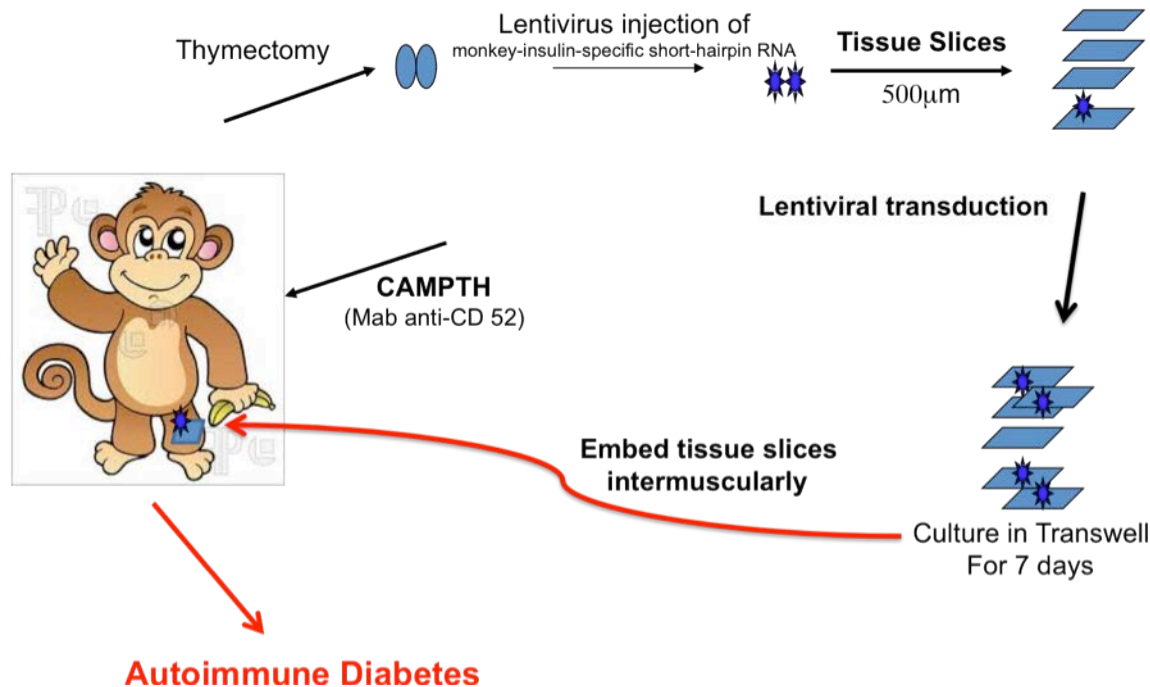 Thymectomy
Lentivirus injection of
monkey-insulin-specific short-hairpin RNA
Tissue Slices
500μm
Lentiviral transduction
CAMPTH
(Mab anti-CD 52)
Embed tissue slices
intermuscularly
Culture in Transwell
For 7 days
Autoimmune Diabetes